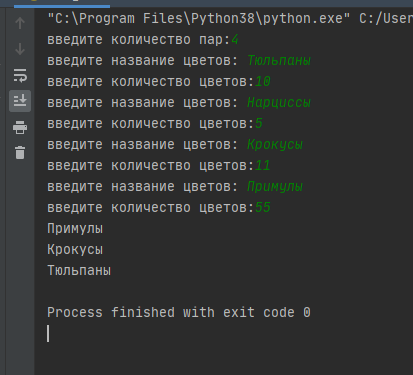 "C:\Program Files\Python38\python.exe" C:/User
введите количество пар:4
введите название цветов: Тюльпаны
введите количество цветов:10
введите название цветов: Нарциссы
введите количество цветов:5
введите название цветов: Крокусы
введите количество цветов:11
введите название цветов: Примулы
введите количество цветов:55
Примулы
Крокусы
Тюльпаны
Process finished with exit code 0